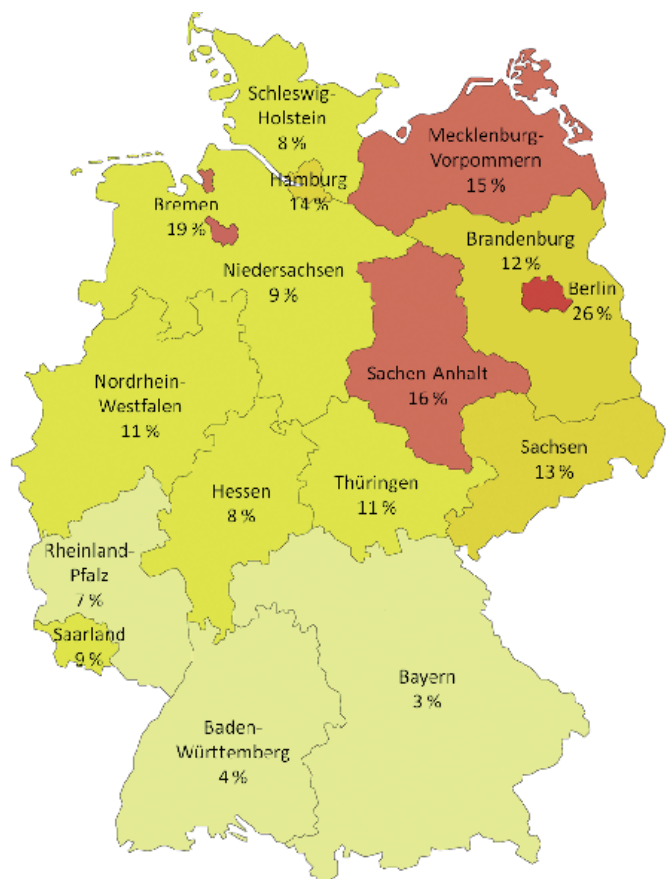 Schleswig-
Holstein
8 %
Mecklenburg-
Vorpommern
15 %
Hamburg
14 %
Bremen
19 %
Brandenburg
12 %
Niedersachsen
9 %
Berlin
26 %
Sachen-Anhalt
16 %
Nordrhein-
Westfalen
11 %
Sachsen
13 %
Hessen
8 %
Thüringen
11 %
Rheinland-
Pfalz
7 %
Saarland
9 %
Bayern
3 %
Baden-
Württemberg
4 %